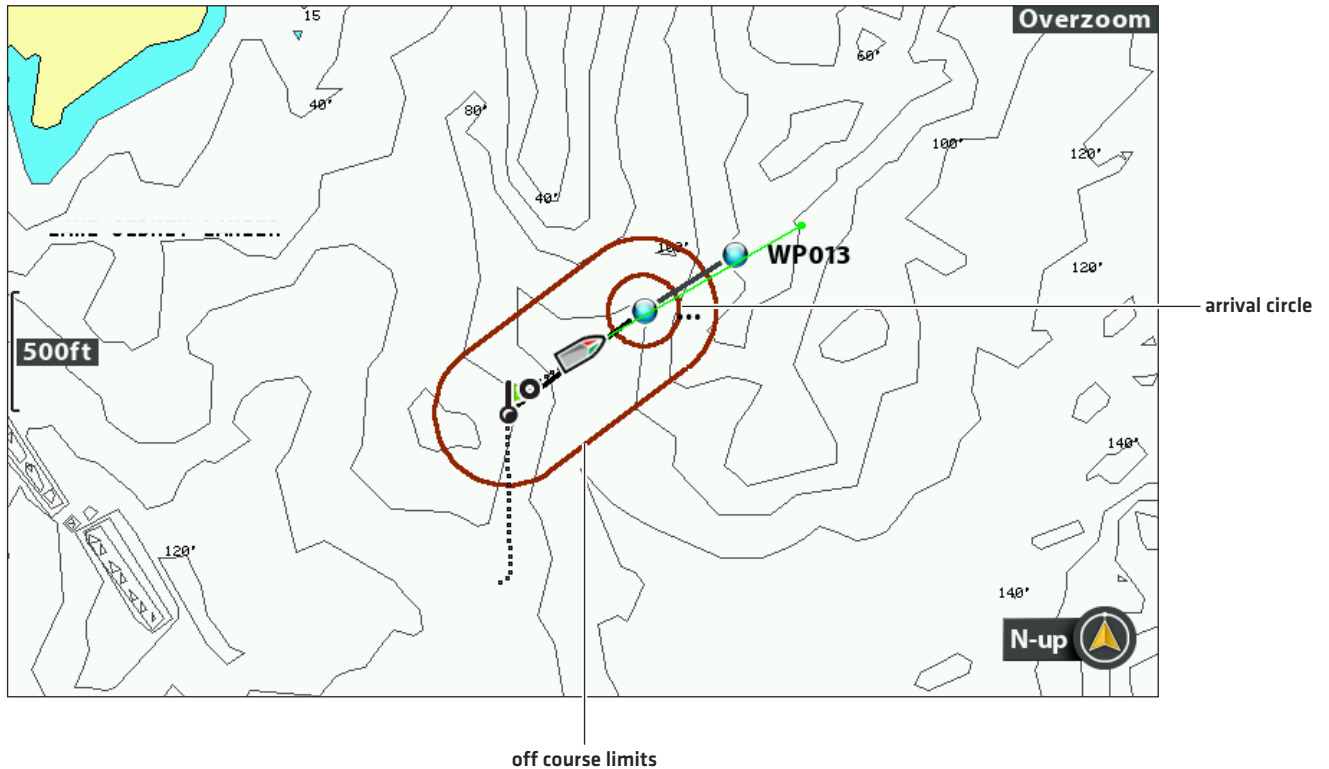 15
Overzoom
60'
40'
80'
100'
120'
40'
WP013
120'
arrival circle
...
500ft
140'
120'
140'
N-up
off course limits